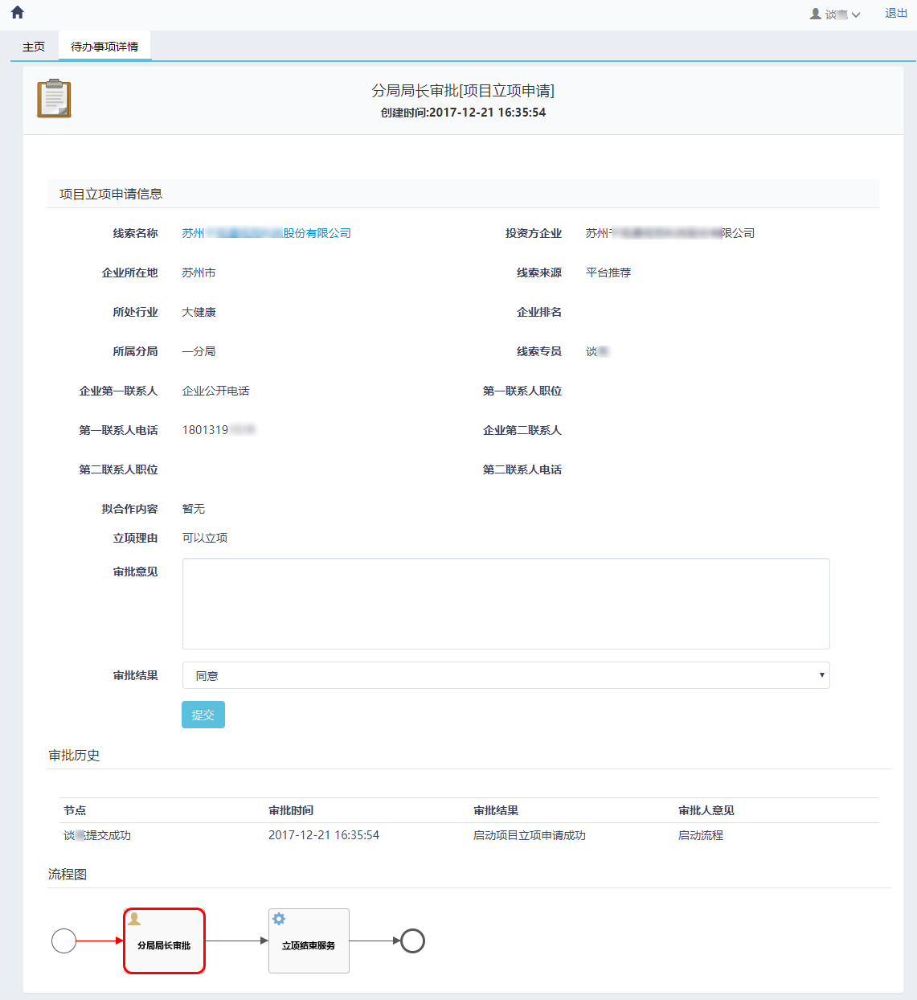 谈
退出
主页 待办事项详情
分局局长审批[项目立项申请]
创建时间:2017-12-21 16:35:54
项目立项申请信息
线索名称 苏州 股份有限公司 投资方企业 苏州 限公司
企业所在地 苏州市 线索来源 平台推荐
所处行业 大健康 企业排名
所属分局 一分局 线索专员 谈
企业第一联系人 企业公开电话 第一联系人职位
第一联系人电话 1801319 企业第二联系人
第二联系人职位 第二联系人电话
拟合作内容 暂无
立项理由 可以立项
审批意见
审批结果 同意
提交
审批历史
节点 审批时间 审批结果 审批人意见
谈 提交成功 2017-12-21 16:35:54 启动项目立项申请成功 启动流程
流程图
分局局长审批 立项结束服务